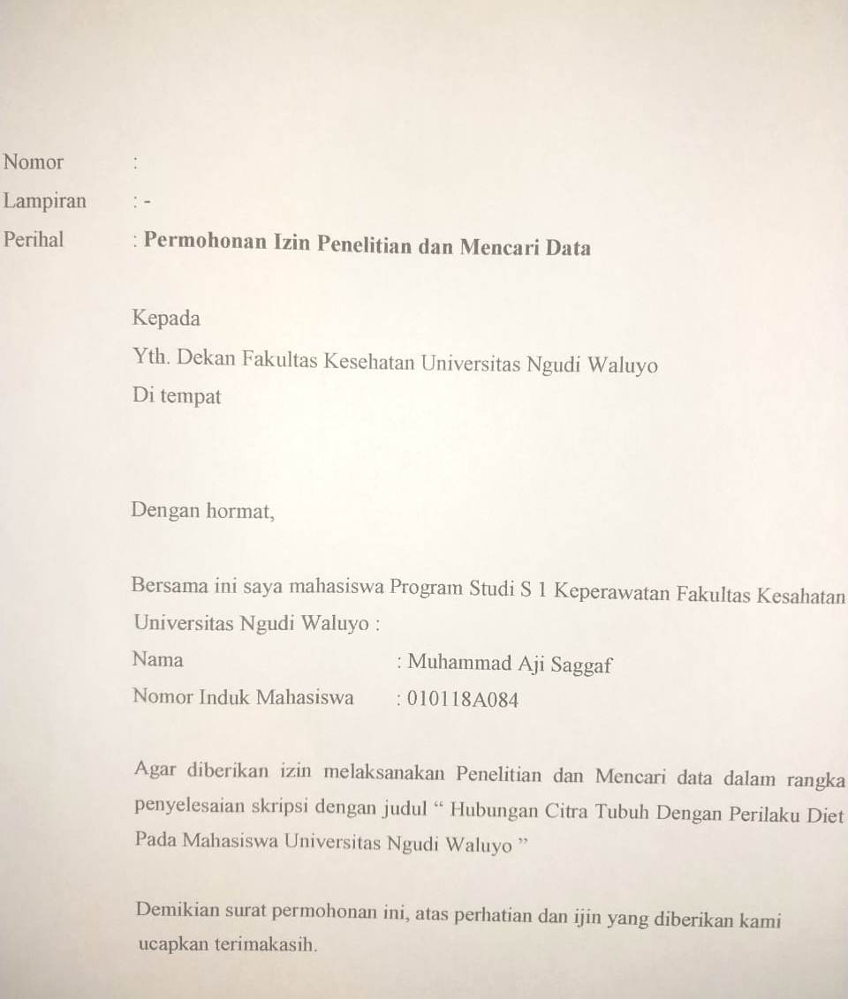 Nomor :
Lampiran : -
Perihal : Permohonan Izin Penelitian dan Mencari Data
Kepada
Yth. Dekan Fakultas Kesehatan Universitas Ngudi Waluyo
Di tempat
Dengan hormat,
Bersama ini saya mahasiswa Program Studi S 1 Keperawatan Fakultas Kesahatan
Universitas Ngudi Waluyo :
Nama : Muhammad Aji Saggaf
Nomor Induk Mahasiswa : 010118A084
Agar diberikan izin melaksanakan Penelitian dan Mencari data dalam rangka
penyelesaian skripsi dengan judul “ Hubungan Citra Tubuh Dengan Perilaku Diet
Pada Mahasiswa Universitas Ngudi Waluyo ”
Demikian surat permohonan ini, atas perhatian dan ijin yang diberikan kami
ucapkan terimakasih.